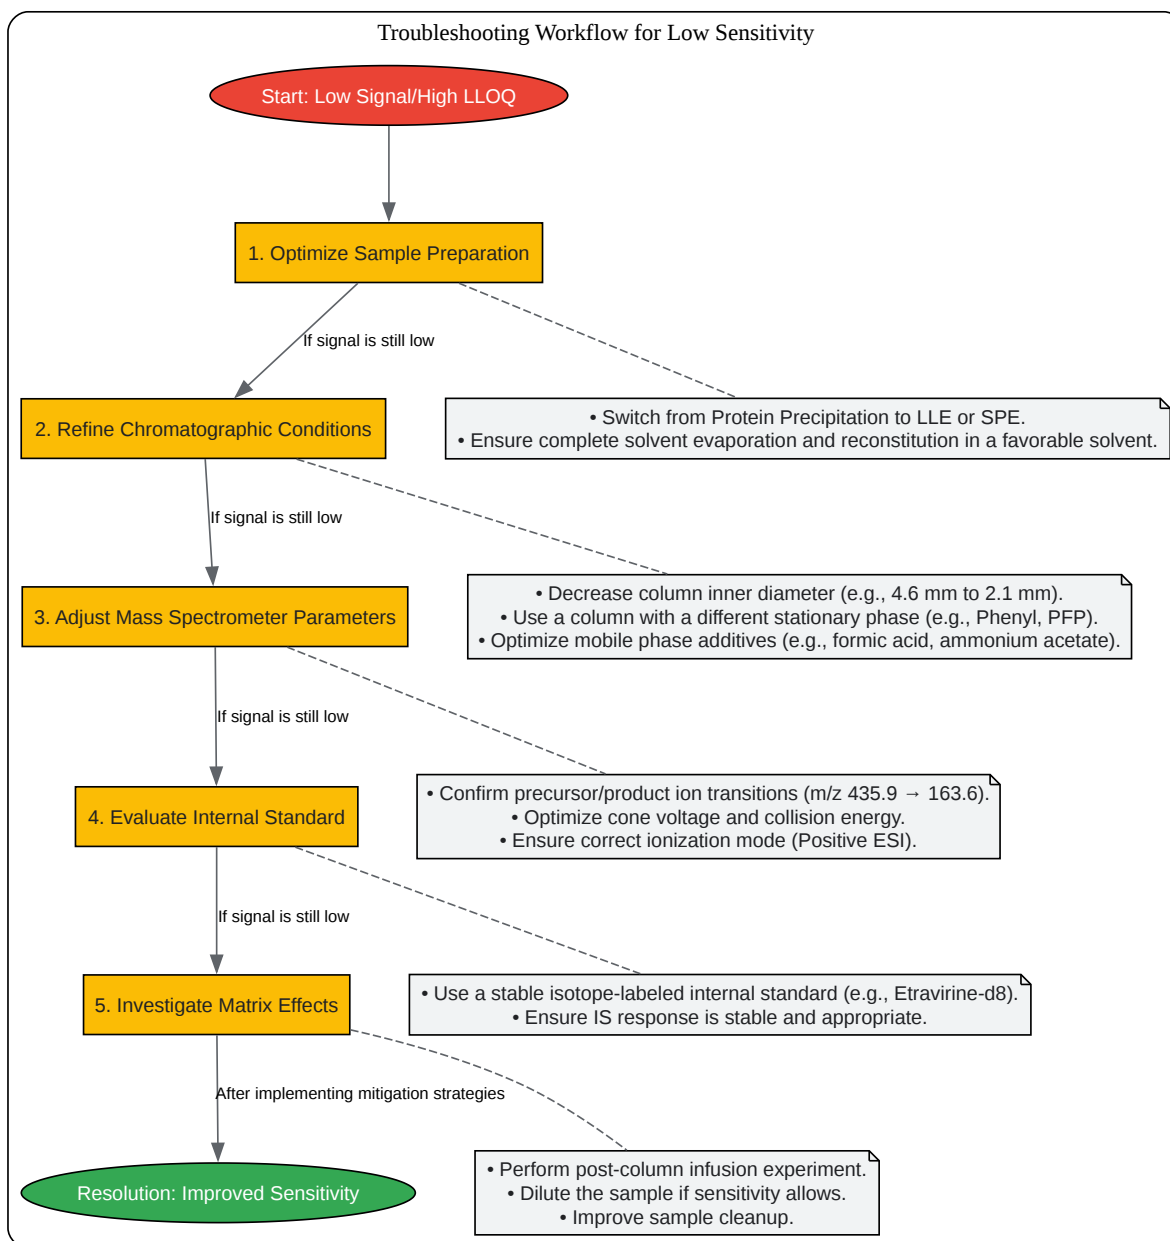 Troubleshooting Workflow for Low Sensitivity
Start: Low Signal/High LLOQ
1. Optimize Sample Preparation
If signal is still low
• Switch from Protein Precipitation to LLE or SPE.
• Ensure complete solvent evaporation and reconstitution in a favorable solvent.
2. Refine Chromatographic Conditions
If signal is still low
• Decrease column inner diameter (e.g., 4.6 mm to 2.1 mm).
• Use a column with a different stationary phase (e.g., Phenyl, PFP).
• Optimize mobile phase additives (e.g., formic acid, ammonium acetate).
3. Adjust Mass Spectrometer Parameters
If signal is still low
• Confirm precursor/product ion transitions (m/z 435.9 → 163.6).
• Optimize cone voltage and collision energy.
• Ensure correct ionization mode (Positive ESI).
4. Evaluate Internal Standard
If signal is still low
• Use a stable isotope-labeled internal standard (e.g., Etravirine-d8).
• Ensure IS response is stable and appropriate.
5. Investigate Matrix Effects
After implementing mitigation strategies
• Perform post-column infusion experiment.
• Dilute the sample if sensitivity allows.
• Improve sample cleanup.
Resolution: Improved Sensitivity